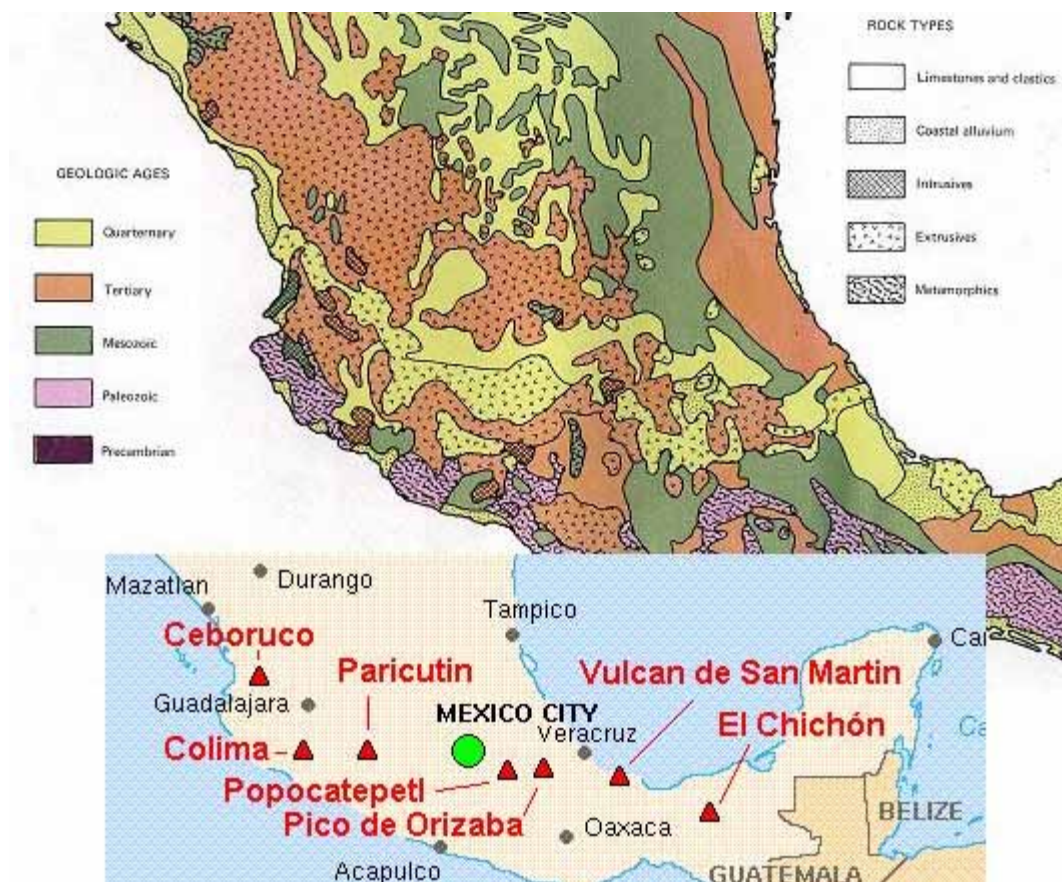 ROCK TYPES
Limestones and clastics
Coastal alluvium
Intrusives
Extrusives
Metamorphics
GEOLOGIC AGES
Quarternary
Tertiary
Mesozoic
Paleozoic
Precambrian
Durango
Mazatlan
Tampico
Ceboruco
Paricutin
Vulcan de San Martin
Guadalajara
MEXICO CITY
El Chichón
Colima
Veracruz
Popocatepetl
Pico de Orizaba
Oaxaca
BELIZE
Acapulco
GUATEMALA